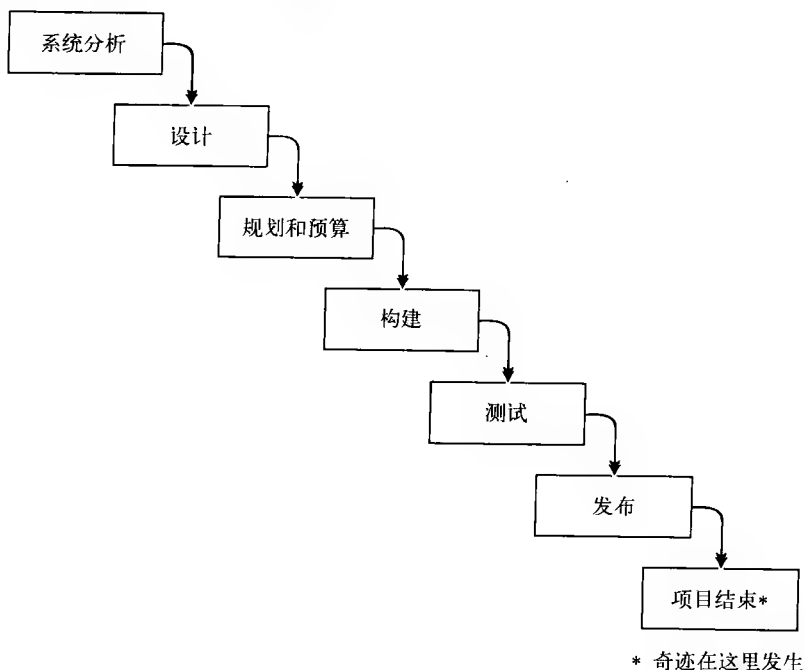 系统分析
设计
规划和预算
构建
测试
发布
项目结束*
* 奇迹在这里发生